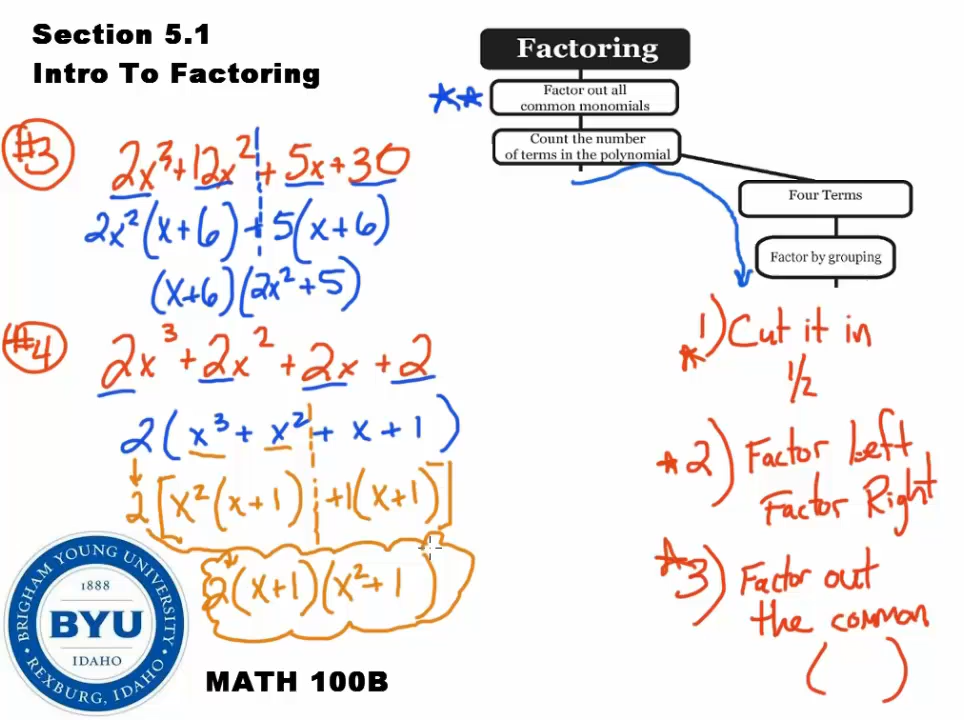 Section 5.1
Intro To Factoring
Factoring
Factor out all
common monomials
Count the number
of terms in the polynomial
Four Terms
Factor by grouping
#3
2x³+12x²+5x+30
2x²(x+6)+5(x+6)
(x+6)(2x²+5)
#4
2x³+2x²+2x+2
2(x³+x²+x+1)
2[x²(x+1)+1(x+1)]
2(x+1)(x²+1)
1) Cut it in
1/2
2) Factor Left
Factor Right
3) Factor out
the common
( )
BRIGHAM YOUNG UNIVERSITY
1888
BYU
IDAHO
REXBURG, IDAHO
MATH 100B